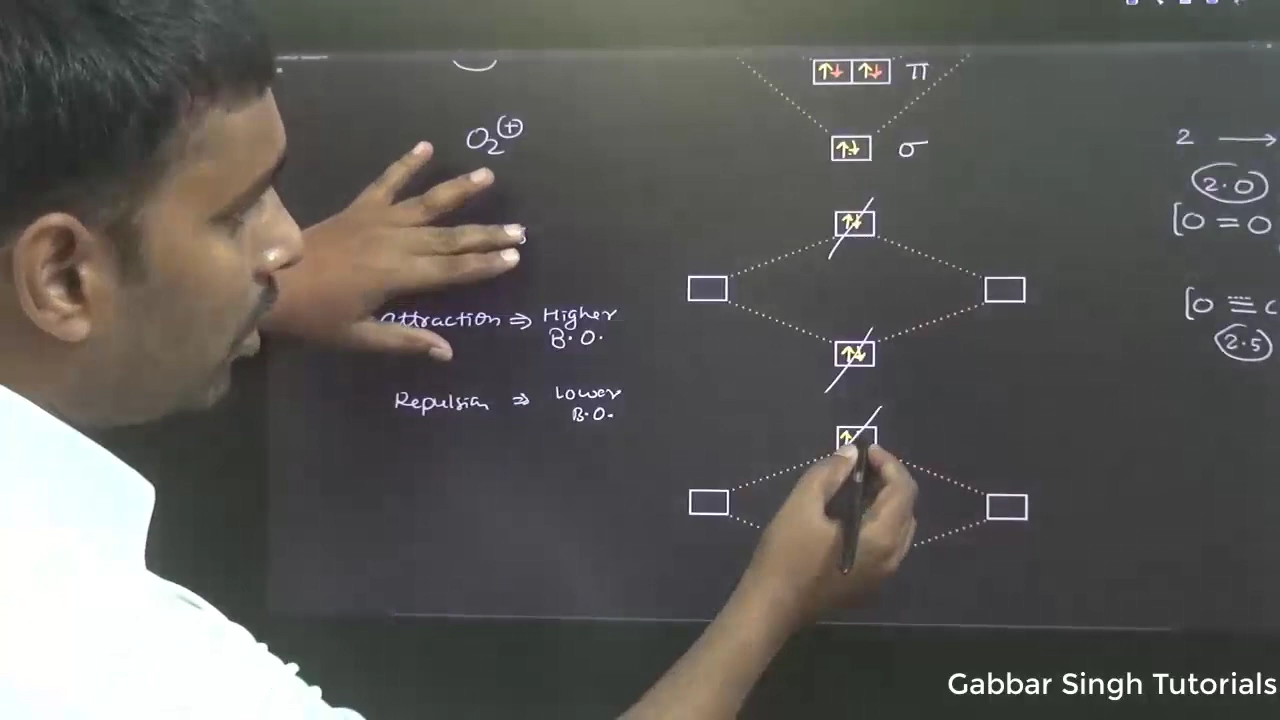 π
O₂⊕
σ
Attraction ⇒ Higher
B.O.
Repulsion ⇒ Lower
B.O.
2 →
2.0
[O = O
[O
2.5
Gabbar Singh Tutorials